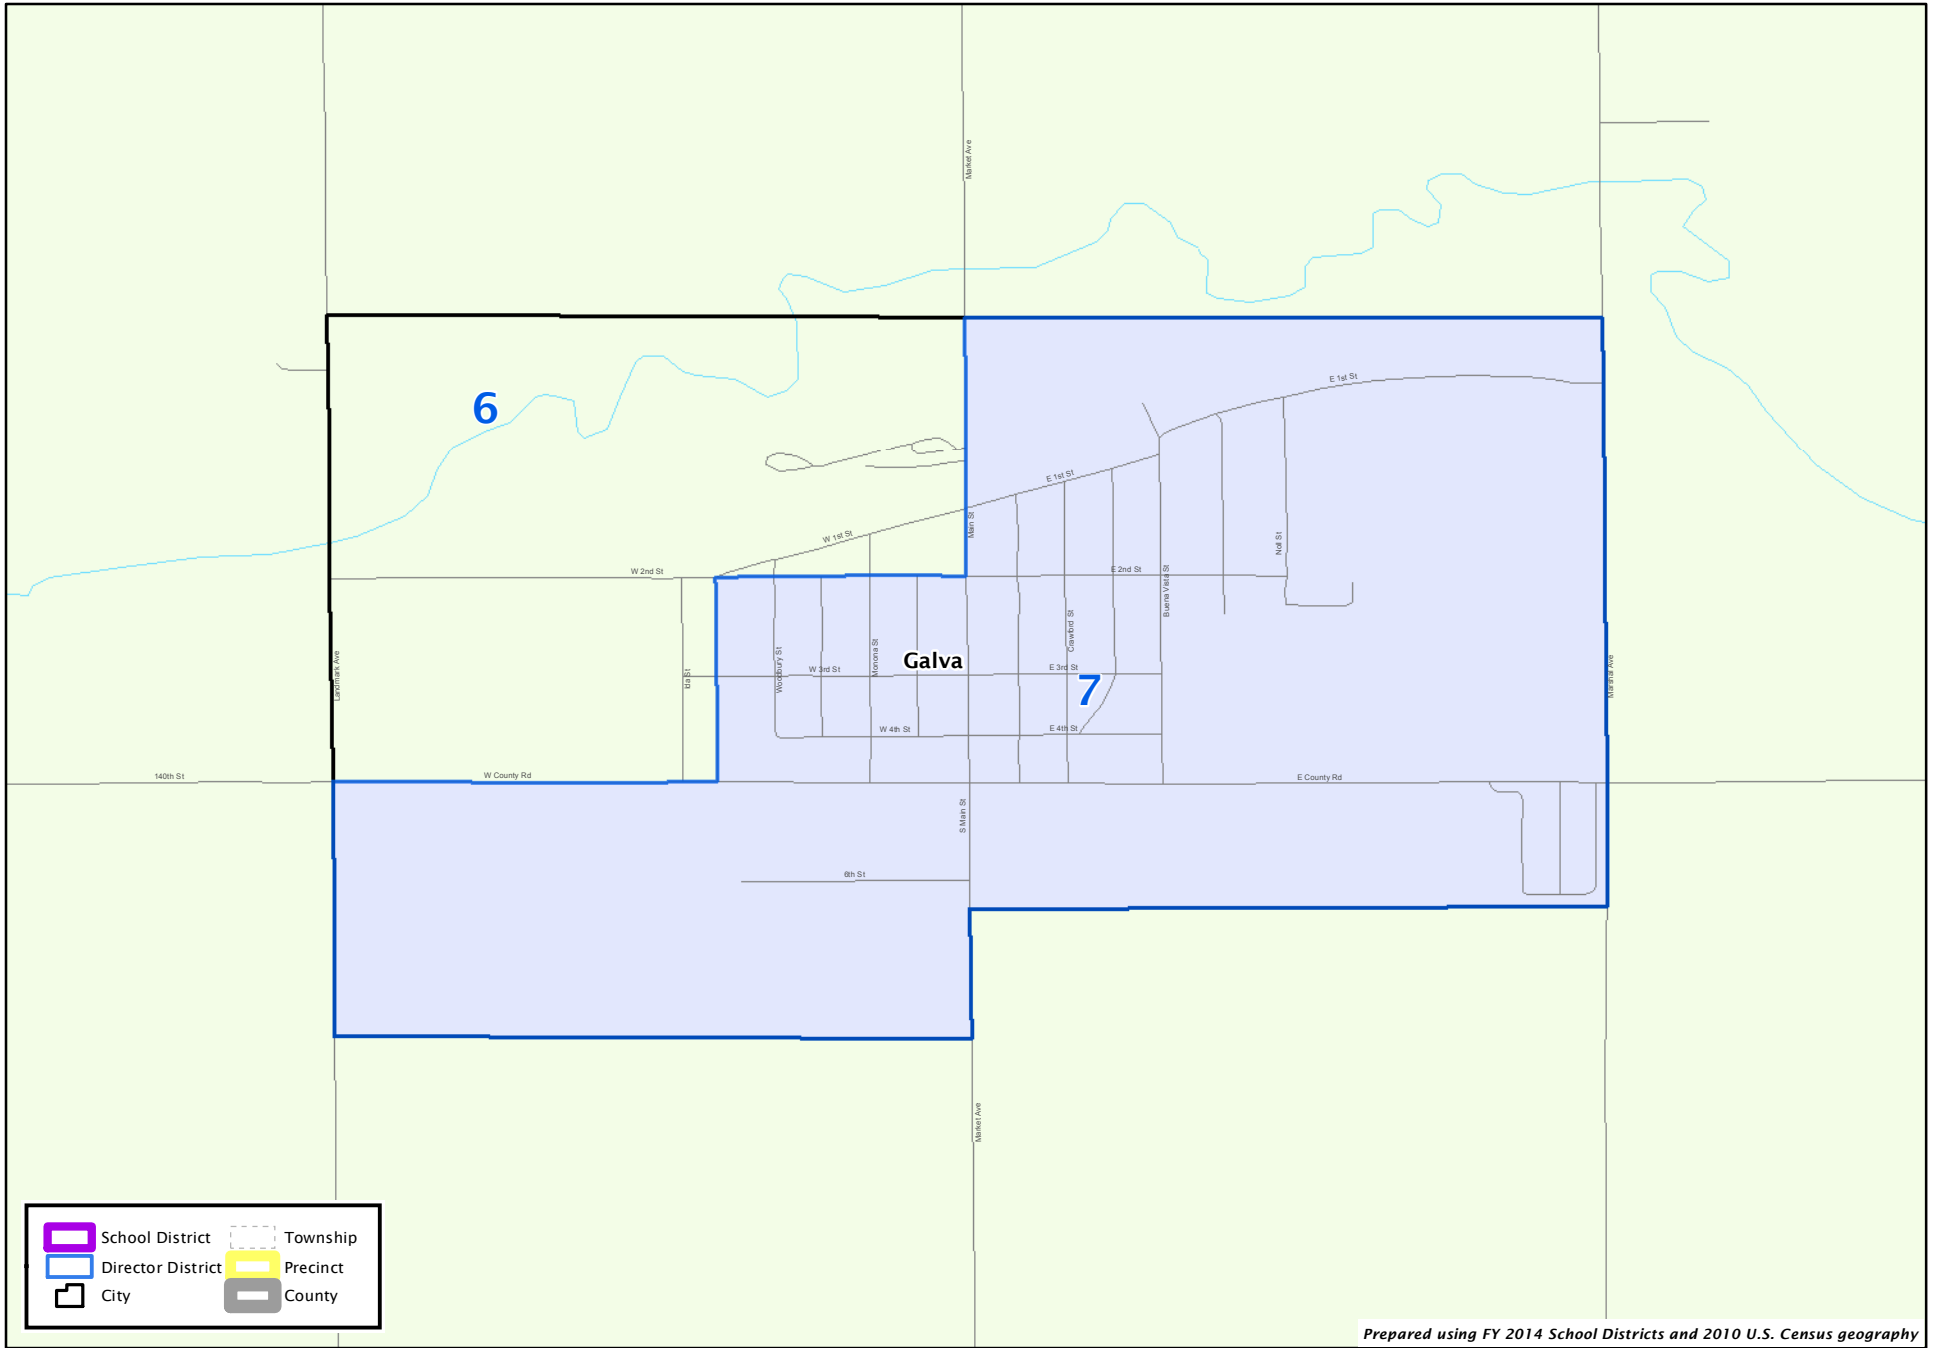 Market Ave
6
E 1st St
E 1st St
Main St
W 1st St
Noll St
W 2nd St
E 2nd St
Buena Vista St
Crawford St
Landmark Ave
Ida St
Woodbury St
Monona St
Galva
W 3rd St
E 3rd St
7
Marshal Ave
W 4th St
E 4th St
140th St
W County Rd
E County Rd
S Main St
6th St
Market Ave
School District
Township
Director District
Precinct
City
County
Prepared using FY 2014 School Districts and 2010 U.S. Census geography